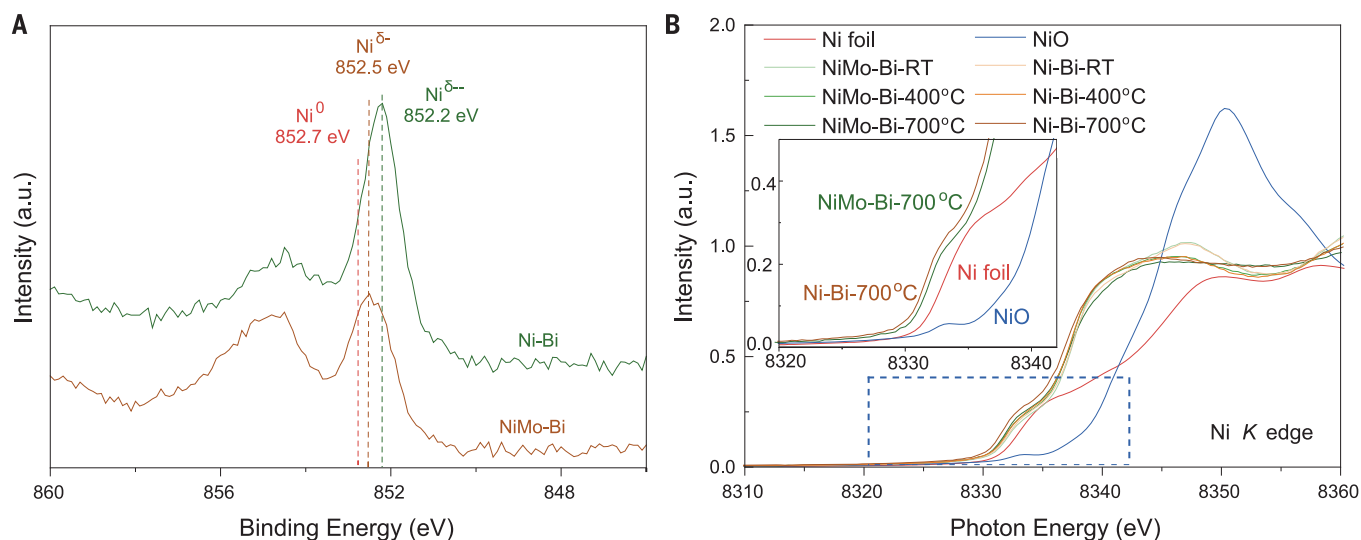 A
Ni^δ-
852.5 eV
Ni^0
852.7 eV
Ni^δ--
852.2 eV
Ni-Bi
NiMo-Bi
Intensity (a.u.)
860
856
852
848
Binding Energy (eV)
B
Ni foil
NiO
NiMo-Bi-RT
Ni-Bi-RT
NiMo-Bi-400°C
Ni-Bi-400°C
NiMo-Bi-700°C
Ni-Bi-700°C
2.0
1.5
1.0
0.5
0.0
Intensity (a.u.)
0.4
0.2
0.0
NiMo-Bi-700°C
Ni foil
Ni-Bi-700°C
NiO
8320
8330
8340
Ni K edge
8310
8320
8330
8340
8350
8360
Photon Energy (eV)